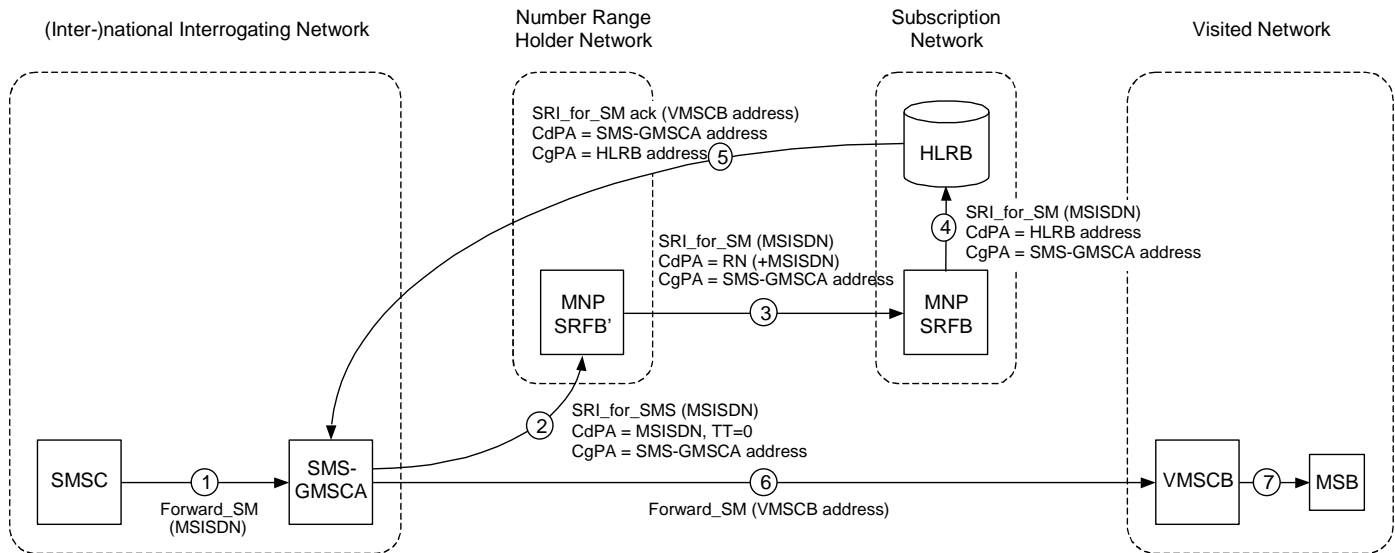 (Inter-)national Interrogating Network
Number Range
Holder Network
Subscription
Network
Visited Network
SRI_for_SM ack (VMSCB address)
CdPA = SMS-GMSCA address
CgPA = HLRB address
5
HLRB
4
SRI_for_SM (MSISDN)
CdPA = HLRB address
CgPA = SMS-GMSCA address
SRI_for_SM (MSISDN)
CdPA = RN (+MSISDN)
CgPA = SMS-GMSCA address
MNP
SRFB’
3
MNP
SRFB
2
SRI_for_SMS (MSISDN)
CdPA = MSISDN, TT=0
CgPA = SMS-GMSCA address
SMSC
1
Forward_SM
(MSISDN)
SMS-
GMSCA
6
Forward_SM (VMSCB address)
VMSCB
7
MSB